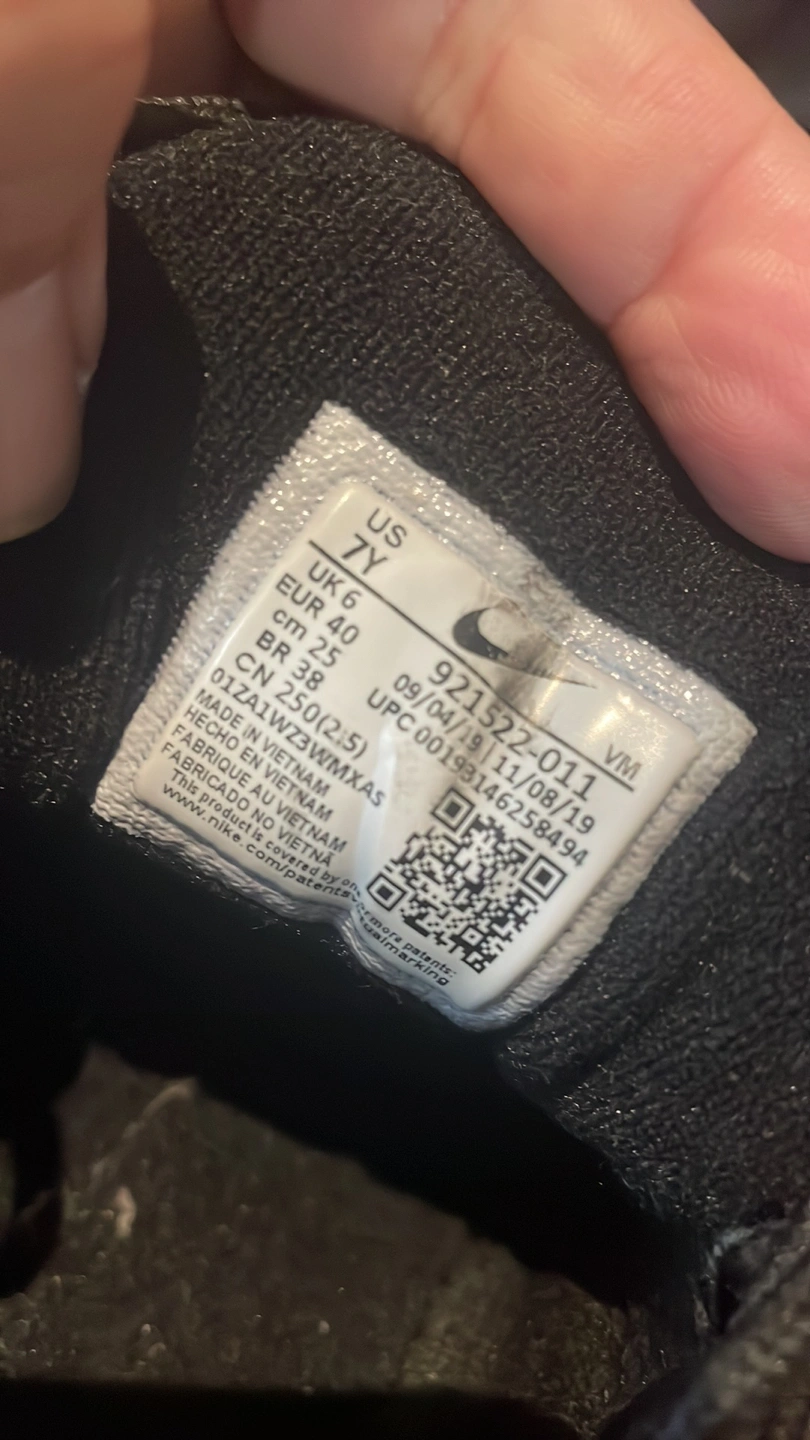 US
7Y
UK 6
EUR 40
cm 25
BR 38
CN 250(2.5)
01ZA1WZ3WMXAS
MADE IN VIETNAM
HECHO EN VIETNAM
FABRIQUE AU VIETNAM
FABRICADO NO VIETNÃ
This product is covered by one
www.nike.com/patents
or more patents:
VM
921522-011
09/04/19 11/08/19
UPC 00193146258494